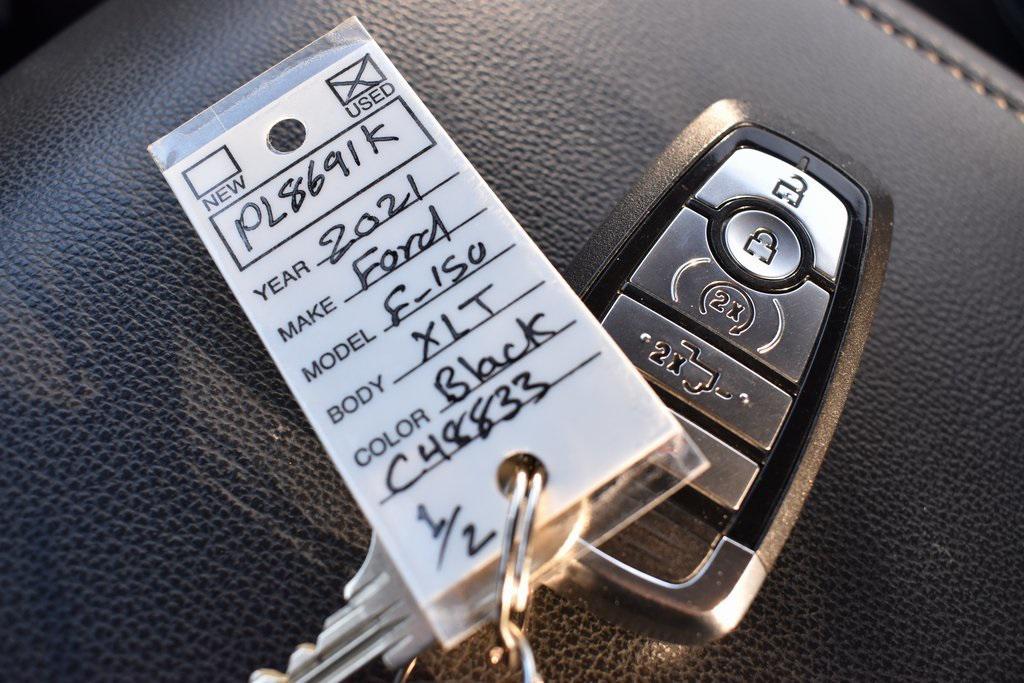 USED
NEW
PL8691K
YEAR 2021
MAKE Ford
MODEL F-150
BODY XLT
COLOR Black
C48833
1/2
2x
2x